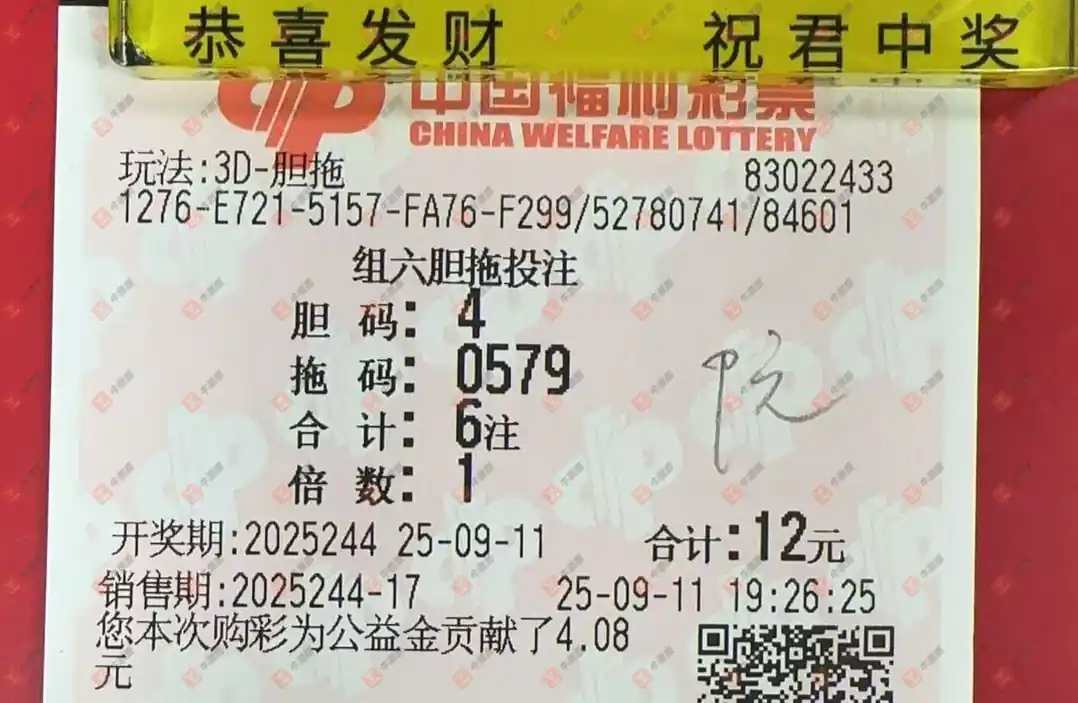 恭喜发财 祝君中奖
中国福利彩票
CHINA WELFARE LOTTERY
玩法:3D-胆拖 83022433
1276-E721-5157-FA76-F299/52780741/84601
组六胆拖投注
胆 码: 4
拖 码: 0579
合 计: 6注
倍 数: 1
开奖期:2025244 25-09-11 合计:12元
销售期:2025244-17 25-09-11 19:26:25
您本次购彩为公益金贡献了4.08
元